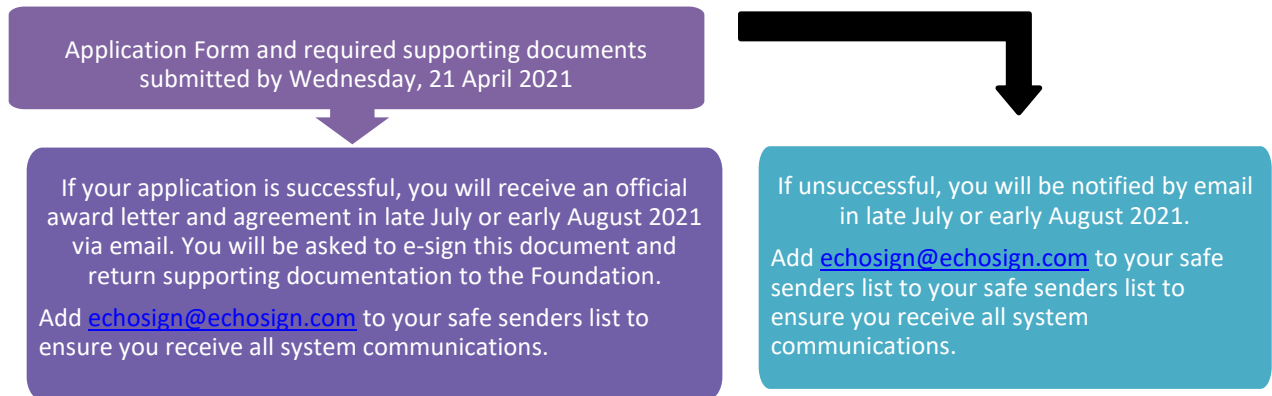 Application Form and required supporting documents
submitted by Wednesday, 21 April 2021
If your application is successful, you will receive an official
award letter and agreement in late July or early August 2021
via email. You will be asked to e-sign this document and
return supporting documentation to the Foundation.
Add echosign@echosign.com to your safe senders list to
ensure you receive all system communications.
If unsuccessful, you will be notified by email
in late July or early August 2021.
Add echosign@echosign.com to your safe
senders list to your safe senders list to
ensure you receive all system
communications.